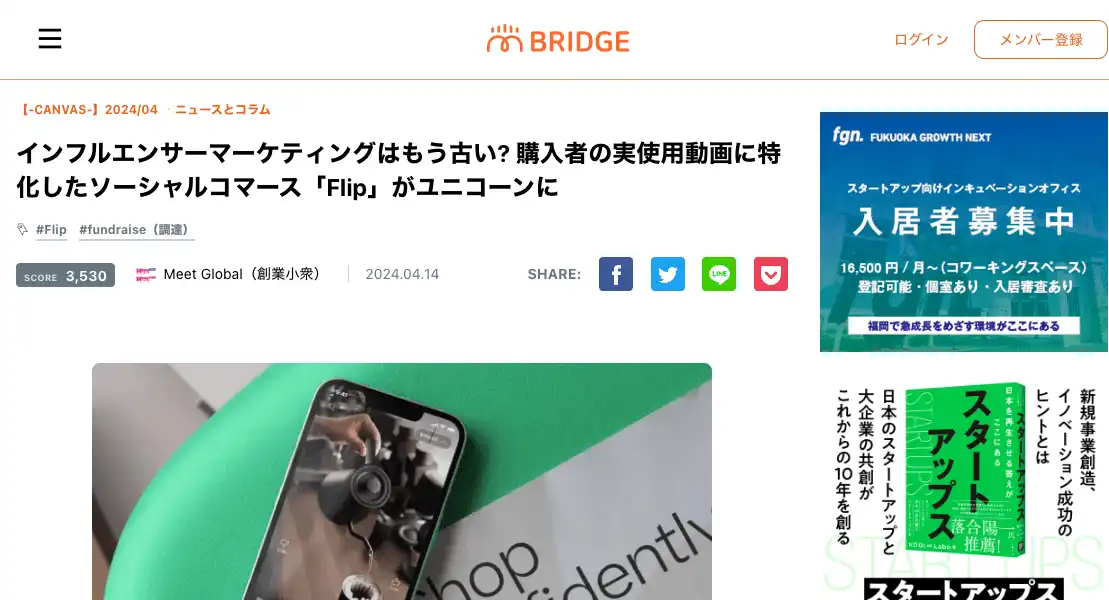 BRIDGE
ログイン
メンバー登録
【-CANVAS-】2024/04 · ニュースとコラム
インフルエンサーマーケティングはもう古い? 購入者の実使用動画に特
化したソーシャルコマース「Flip」がユニコーンに
#Flip #fundraise（調達）
SCORE 3,530
Meet Global（創業小衆）
2024.04.14
SHARE:
LINE
hop
fidently
fgn. FUKUOKA GROWTH NEXT
スタートアップ向けインキュベーションオフィス
入居者募集中
16,500 円 / 月〜（コワーキングスペース）
登記可能・個室あり・入居審査あり
福岡で急成長をめざす環境がここにある
新規事業創造、
イノベーション成功の
ヒントとは
日本を再生させる答えが
ここにある
スタート
アップス
STARTUPS
落合陽一氏
推薦!
日本のスタートアップと
大企業の共創が
これからの10年を創る
STARTUPS
スタートアップス